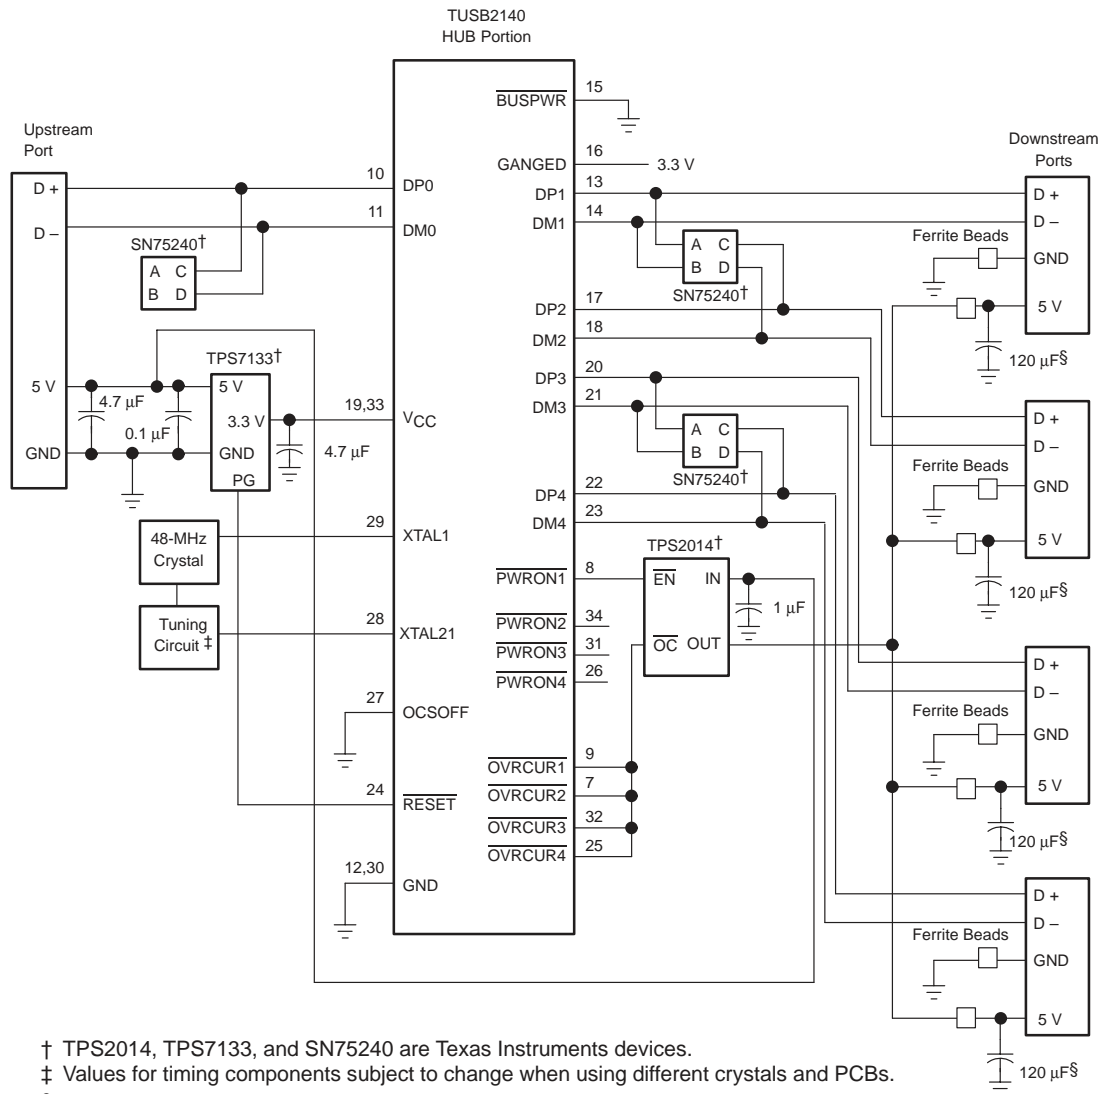 TUSB2140
HUB Portion
Upstream
Port
D +
D –
10
DP0
11
DM0
SN75240†
A C
B D
TPS7133†
5 V
5 V
4.7 μF
0.1 μF
3.3 V
GND
GND
PG
4.7 μF
19,33
VCC
48-MHz
Crystal
29
XTAL1
Tuning
Circuit ‡
28
XTAL21
27
OCSOFF
24
RESET
12,30
GND
BUSPWR
15
GANGED
16
3.3 V
DP1
13
DM1
14
A C
B D
SN75240†
DP2
17
DM2
18
DP3
20
DM3
21
A C
B D
SN75240†
DP4
22
DM4
23
TPS2014†
PWRON1
8
EN IN
1 μF
PWRON2
34
PWRON3
31
OC OUT
PWRON4
26
OVRCUR1
9
OVRCUR2
7
OVRCUR3
32
OVRCUR4
25
Downstream
Ports
D +
D –
Ferrite Beads
GND
5 V
120 μF§
D +
D –
Ferrite Beads
GND
5 V
120 μF§
D +
D –
Ferrite Beads
GND
5 V
120 μF§
D +
D –
Ferrite Beads
GND
5 V
120 μF§
† TPS2014, TPS7133, and SN75240 are Texas Instruments devices.
‡ Values for timing components subject to change when using different crystals and PCBs.